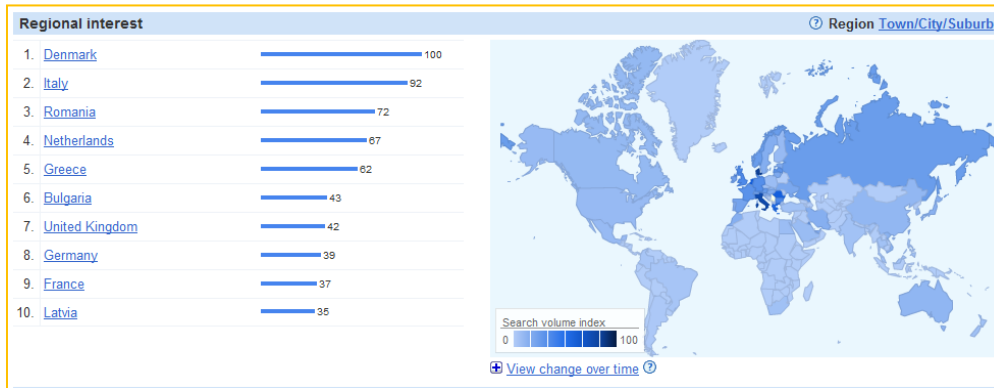 Regional interest
? Region Town/City/Suburb
1. Denmark 100
2. Italy 92
3. Romania 72
4. Netherlands 67
5. Greece 62
6. Bulgaria 43
7. United Kingdom 42
8. Germany 39
9. France 37
10. Latvia 35
Search volume index
0 100
+ View change over time ?